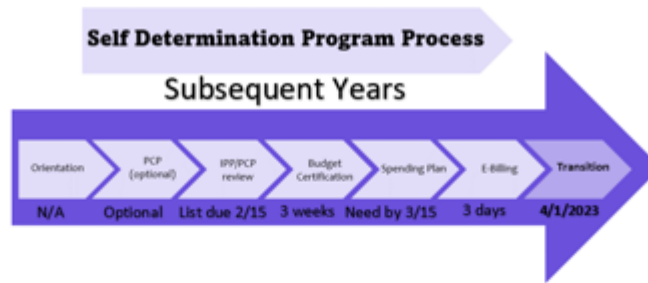 Self Determination Program Process
Subsequent Years
Orientation
PCP
(optional)
IPP/PCP
review
Budget
Certification
Spending Plan
E-Billing
Transition
N/A
Optional
List due 2/15
3 weeks
Need by 3/15
3 days
4/1/2023